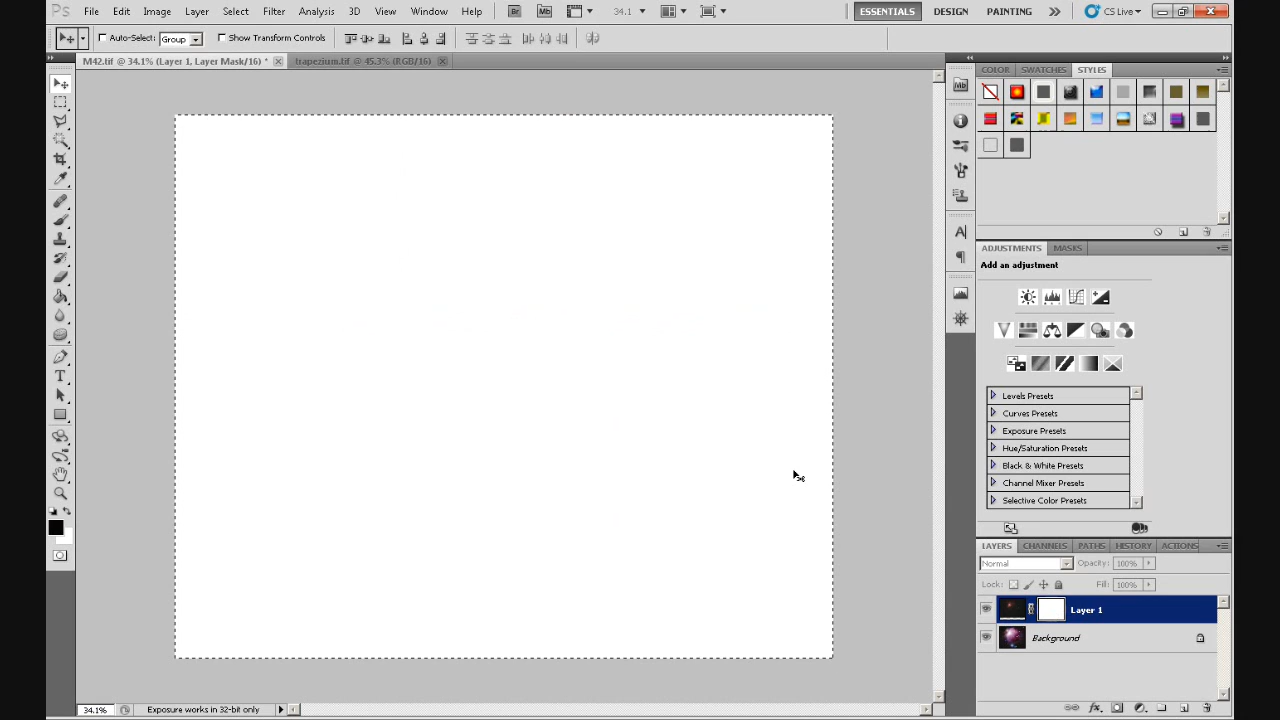 Ps File Edit Image Layer Select Filter Analysis 3D View Window Help Br Mb 34.1 ESSENTIALS DESIGN PAINTING CS Live
Auto-Select: Group Show Transform Controls
M42.tif @ 34.1% (Layer 1, Layer Mask/16) * trapezium.tif @ 45.3% (RGB/16)
COLOR SWATCHES STYLES
Mb
A
ADJUSTMENTS MASKS
Add an adjustment
T
Levels Presets
Curves Presets
Exposure Presets
Hue/Saturation Presets
Black & White Presets
Channel Mixer Presets
Selective Color Presets
LAYERS CHANNELS PATHS HISTORY ACTIONS
Normal Opacity: 100%
Lock: Fill: 100%
Layer 1
Background
34.1% Exposure works in 32-bit only
fx